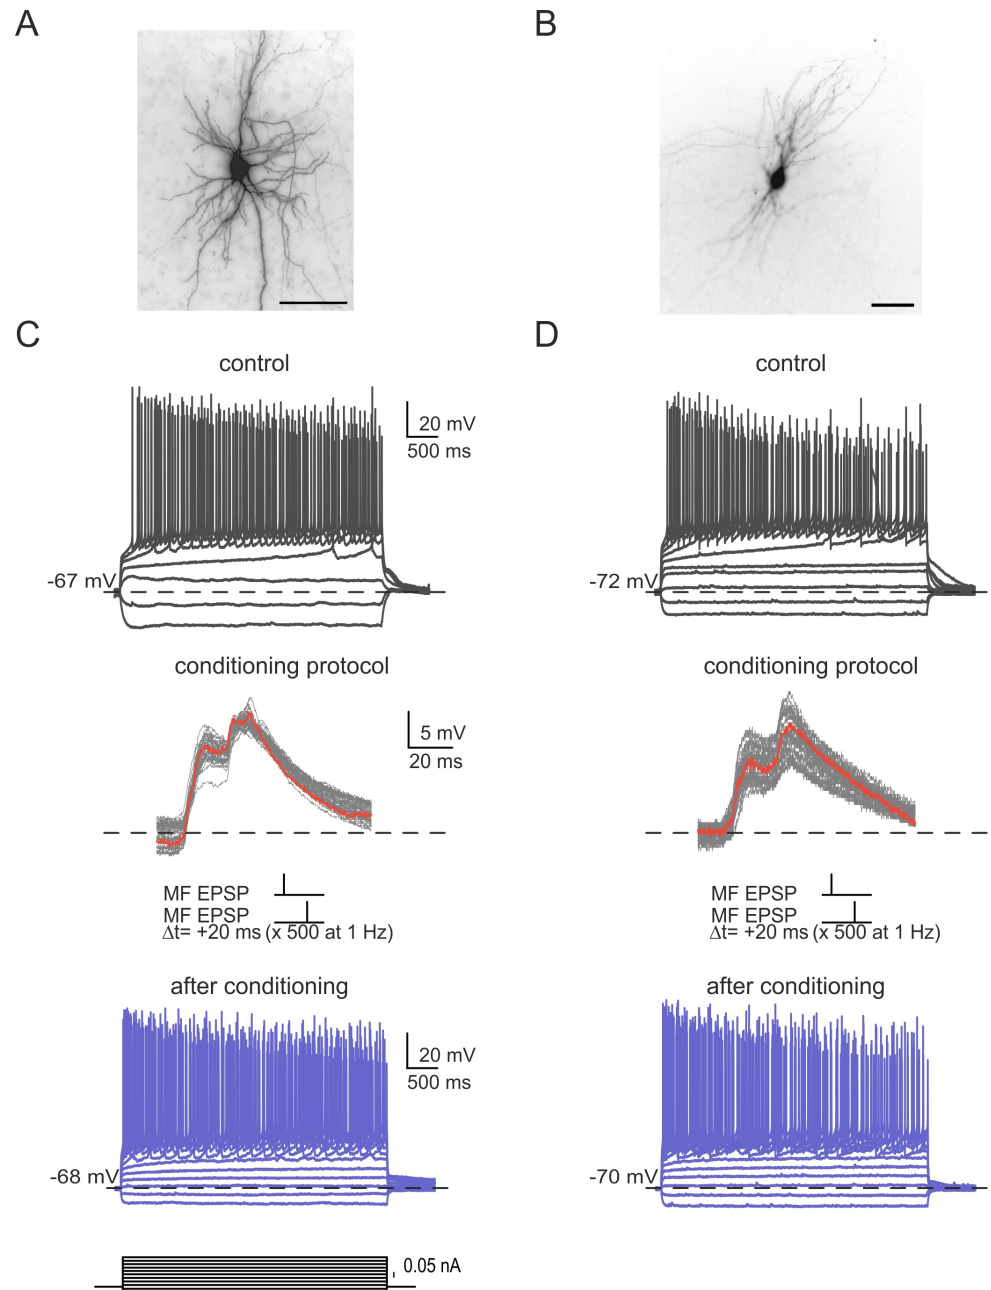 A
B
C
D
control
control
20 mV
500 ms
-67 mV
-72 mV
conditioning protocol
conditioning protocol
5 mV
20 ms
MF EPSP
MF EPSP
Δt= +20 ms (x 500 at 1 Hz)
MF EPSP
MF EPSP
Δt= +20 ms (x 500 at 1 Hz)
after conditioning
after conditioning
20 mV
500 ms
-68 mV
-70 mV
0.05 nA